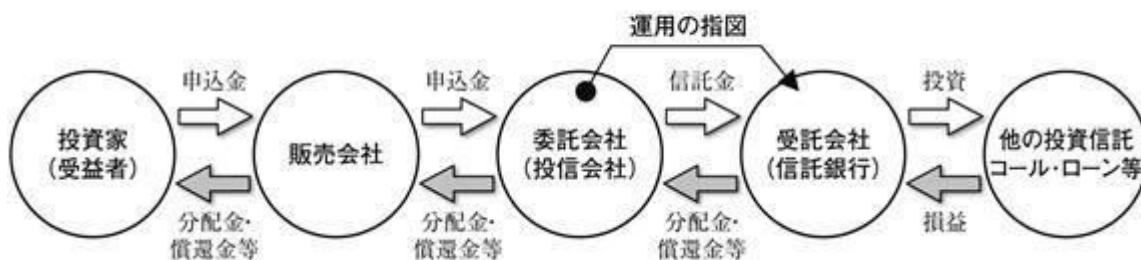 運用の指図
申込金
申込金
信託金
投資
投資家
(受益者)
販売会社
委託会社
(投信会社)
受託会社
(信託銀行)
他の投資信託
コール・ローン等
分配金・
償還金等
分配金・
償還金等
分配金・
償還金等
損益